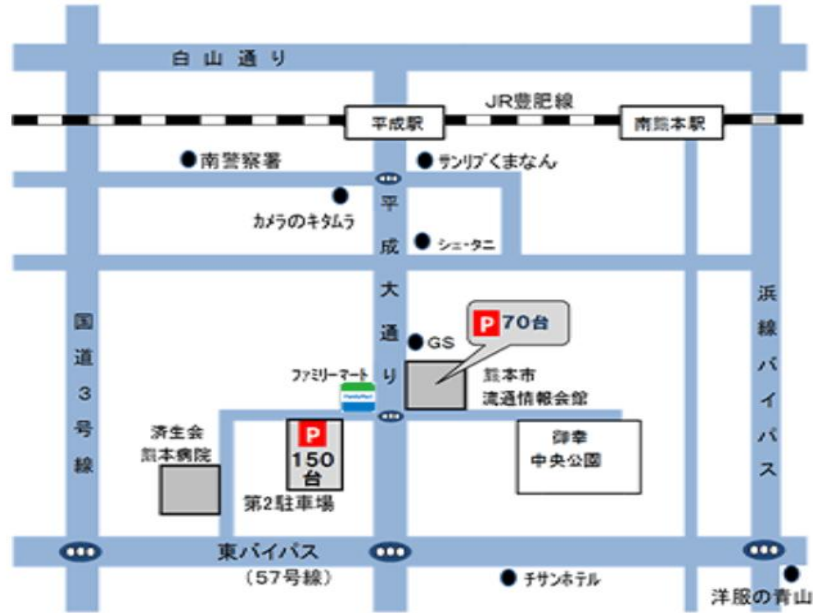 白山通り
JR豊肥線
平成駅
南熊本駅
南警察署
サンリブくまなん
カメラのキタムラ
シェ・タニ
平成大通り
国道3号線
浜線バイパス
P 70台
GS
ファミリーマート
FamilyMart
熊本市
流通情報会館
済生会
熊本病院
P
150
台
第2駐車場
御幸
中央公園
東バイパス
(57号線)
チサンホテル
洋服の青山